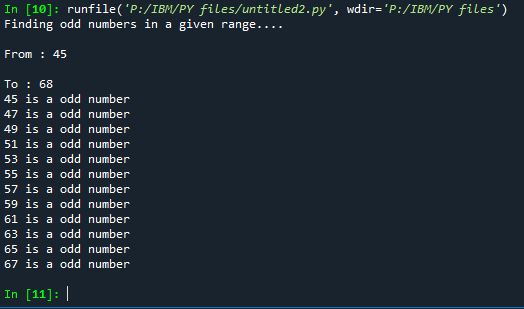 In [10]: runfile('P:/IBM/PY files/untitled2.py', wdir='P:/IBM/PY files')
Finding odd numbers in a given range....
From : 45
To : 68
45 is a odd number
47 is a odd number
49 is a odd number
51 is a odd number
53 is a odd number
55 is a odd number
57 is a odd number
59 is a odd number
61 is a odd number
63 is a odd number
65 is a odd number
67 is a odd number
In [11]: